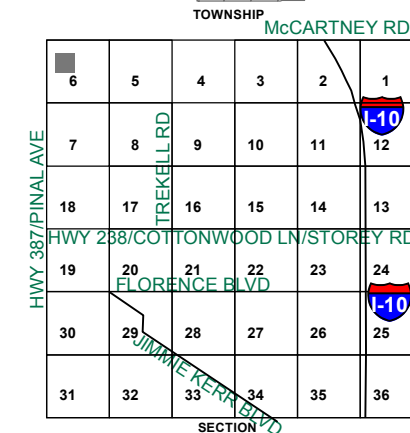 TOWNSHIP
McCARTNEY RD
6 5 4 3 2 1
I-10
7 8 9 10 11 12
HWY 387/PINAL AVE
TREKELL RD
18 17 16 15 14 13
HWY 238/COTTONWOOD LN/STOREY RD
19 20 21 22 23 24
FLORENCE BLVD
I-10
30 29 28 27 26 25
JIMMIE KERR BLVD
31 32 33 34 35 36
SECTION